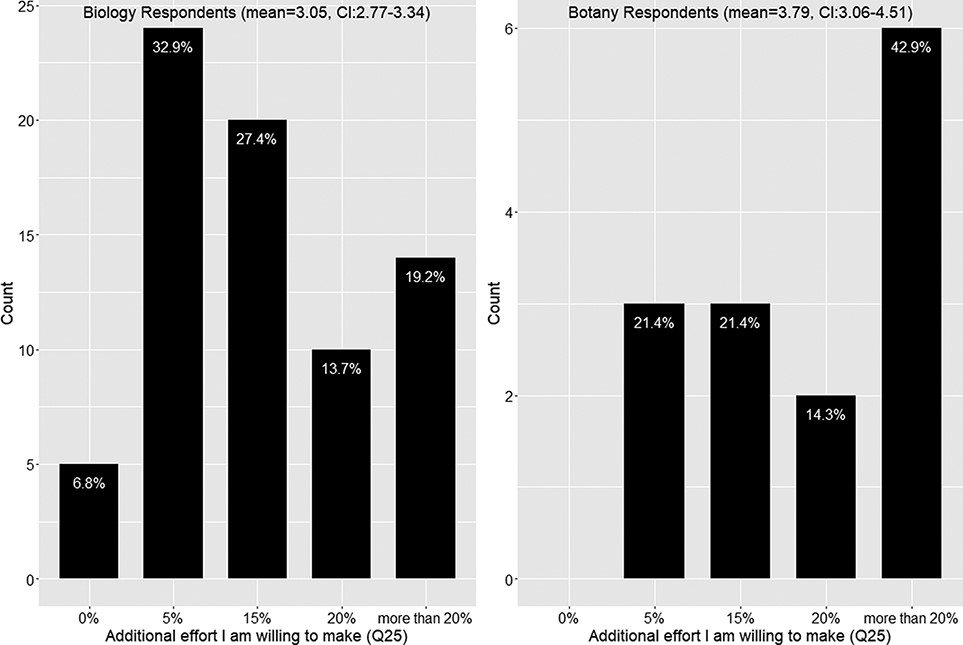 Biology Respondents (mean=3.05, CI:2.77-3.34)
25
20
15
10
5
0
Count
32.9%
27.4%
19.2%
13.7%
6.8%
0% 5% 15% 20% more than 20%
Additional effort I am willing to make (Q25)
Botany Respondents (mean=3.79, CI:3.06-4.51)
6
4
2
0
Count
42.9%
21.4% 21.4%
14.3%
0% 5% 15% 20% more than 20%
Additional effort I am willing to make (Q25)